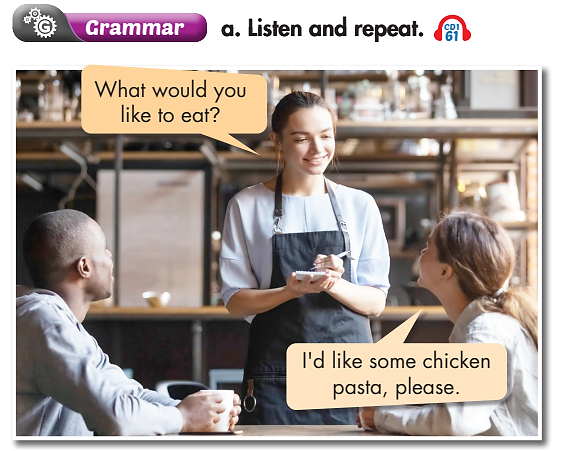 G Grammar
a. Listen and repeat.
CD1
61
What would you
like to eat?
I'd like some chicken
pasta, please.